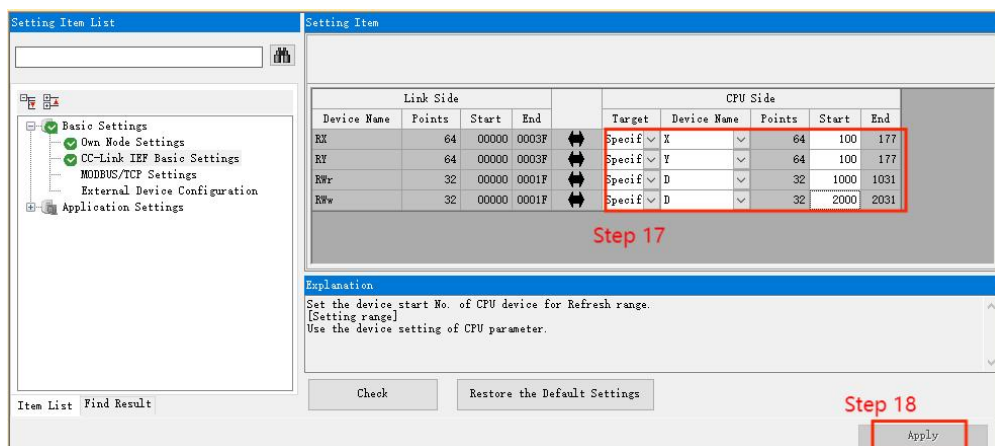 Setting Item List
Setting Item
Basic Settings
Own Node Settings
CC-Link IEF Basic Settings
MODBUS/TCP Settings
External Device Configuration
Application Settings
Link Side CPU Side
Device Name Points Start End Target Device Name Points Start End
RX 64 00000 0003F Specif X 64 100 177
RY 64 00000 0003F Specif Y 64 100 177
RWr 32 00000 0001F Specif D 32 1000 1031
RWw 32 00000 0001F Specif D 32 2000 2031
Step 17
Explanation
Set the device start No. of CPU device for Refresh range.
[Setting range]
Use the device setting of CPU parameter.
Check Restore the Default Settings
Item List Find Result
Step 18
Apply